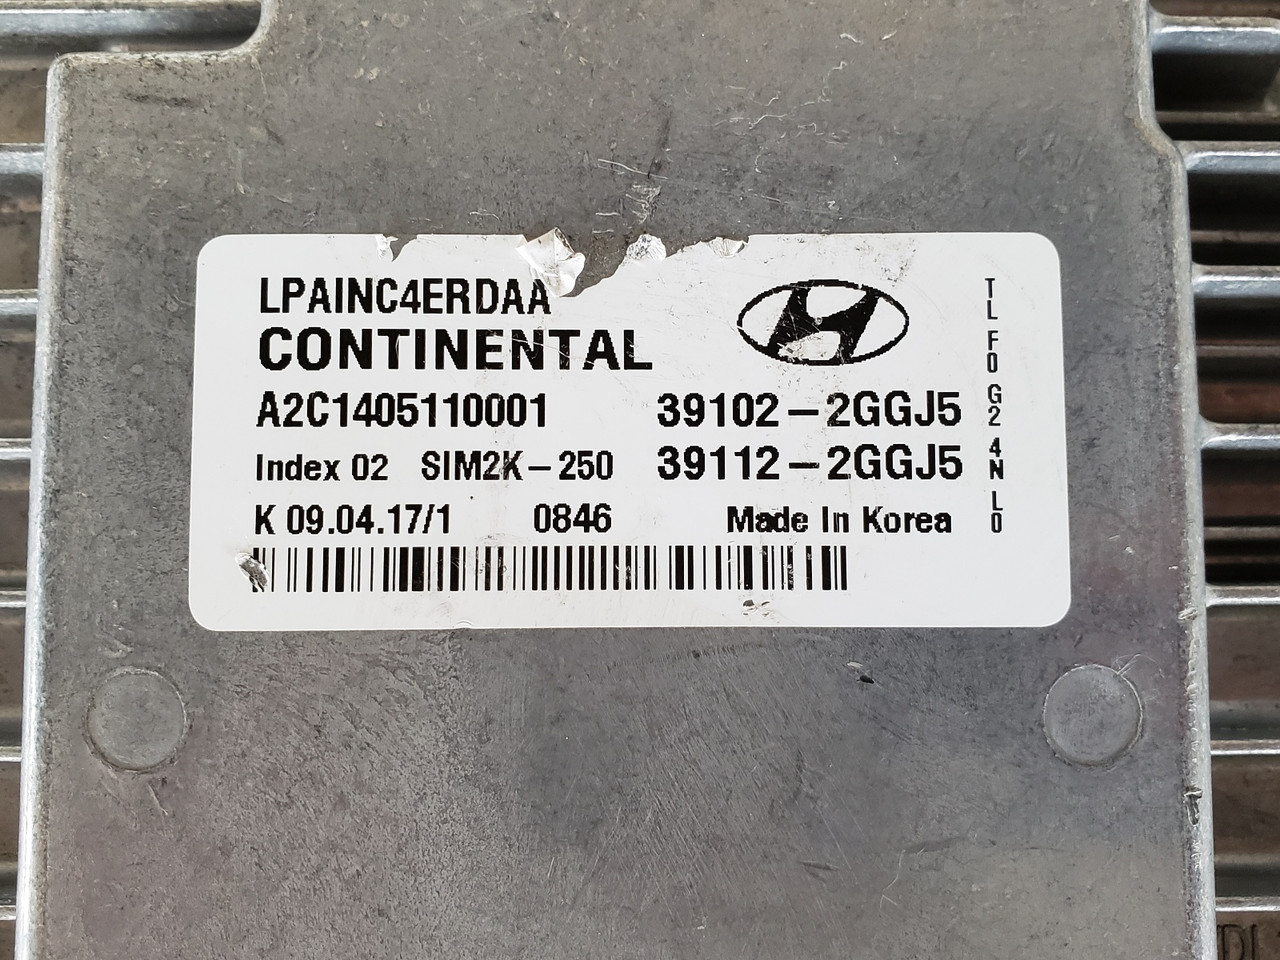 LPAINC4ERDAA
CONTINENTAL
A2C1405110001 39102-2GGJ5
Index 02 SIM2K-250 39112-2GGJ5
K 09.04.17/1 0846 Made In Korea
TL F0 G2 4N L0